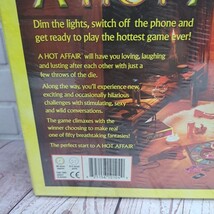 A HOT A
Dim the lights, switch off the phone and
get ready to play the hottest game ever!
A HOT AFFAIR will have you loving, laughing
and lusting after each other with just a
few throws of the die.
Along the way, you'll experience new,
exciting and occasionally hilarious
challenges with stimulating, sexy
and wild conversations.
The game climaxes with the
winner choosing to make real
one of fifty breathtaking fantasies!
The perfect start to A HOT AFFAIR
CE